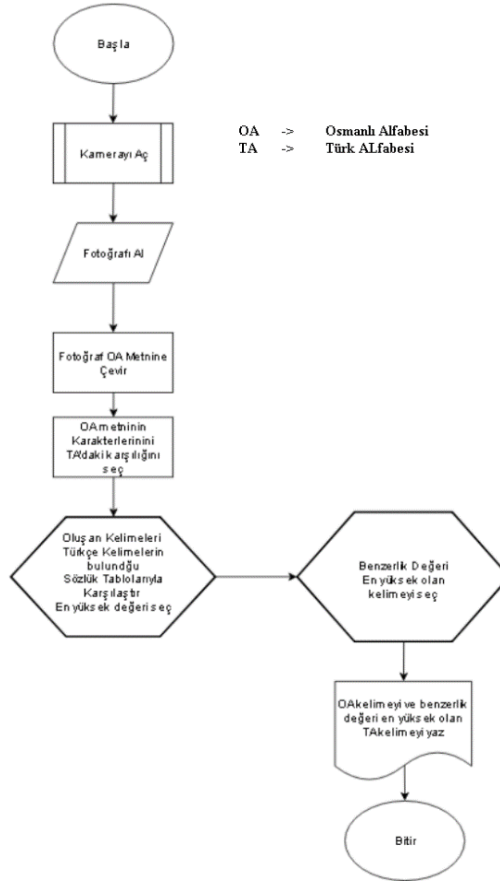 Başla
Kamerayı Aç
OA -> Osmanlı Alfabesi
TA -> Türk ALfabesi
Fotoğrafı Al
Fotoğraf OA Metnine
Çevir
OA metninin
Karakterlerinini
TA'daki karşılığını
seç
Oluşan Kelimeleri
Türkçe Kelimelerin
bulundğu
Sözlük Tablolarıyla
Karşılaştır
En yüksek değeri seç
Benzerlik Değeri
En yüksek olan
kelimeyi seç
OA kelimeyi ve benzerlik
değeri en yüksek olan
TA kelimeyi yaz
Bitir